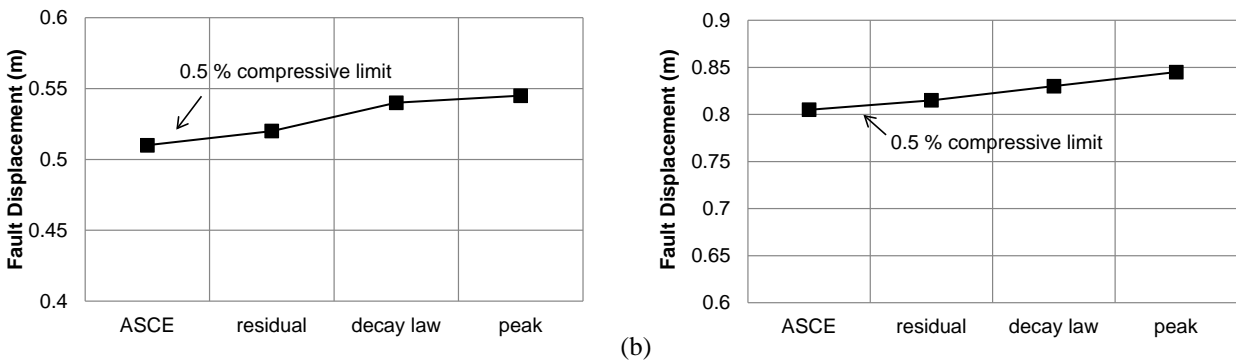 Fault Displacement (m)
0.6
0.55
0.5
0.45
0.4
0.5 % compressive limit
ASCE residual decay law peak
(b)
Fault Displacement (m)
0.9
0.85
0.8
0.75
0.7
0.65
0.6
0.5 % compressive limit
ASCE residual decay law peak